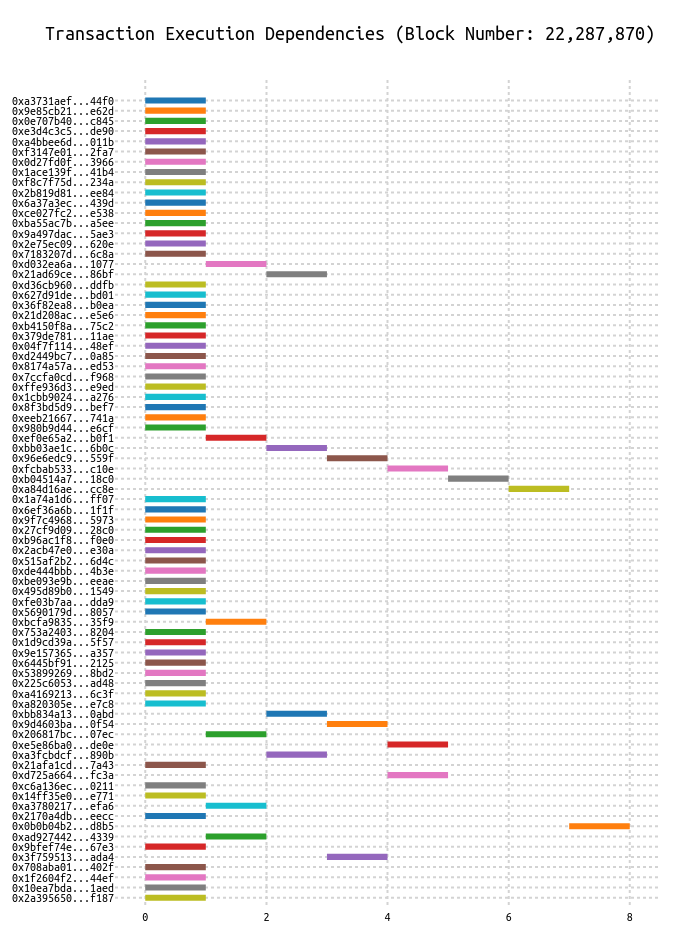 Transaction Execution Dependencies (Block Number: 22,287,870)
0xa3731aef...44f0
0x9e85cb21...e62d
0x0e707b40...c845
0xe3d4c3c5...de90
0xa4bbee6d...011b
0xf3147e01...2fa7
0x0d27fd0f...3966
0x1ace139f...41b4
0xf8c7f75d...234a
0x2b819d81...ee84
0x6a37a3ec...439d
0xce027fc2...e538
0xba55ac7b...a5ee
0x9a497dac...5ae3
0x2e75ec09...620e
0x7183207d...6c8a
0xd032ea6a...1077
0x21ad69ce...86bf
0xd36cb960...ddfb
0x627d91de...bd01
0x36f82ea8...b0ea
0x21d208ac...e5e6
0xb4150f8a...75c2
0x379de781...11ae
0x04f7f114...48ef
0xd2449bc7...0a85
0x8174a57a...ed53
0x7ccfa0cd...f968
0xffe936d3...e9ed
0x1cbb9024...a276
0x8f3bd5d9...bef7
0xeeb21667...741a
0x980b9d44...e6cf
0xef0e65a2...b0f1
0xbb03ae1c...6b0c
0x96e6edc9...559f
0xfcbab533...c10e
0xb04514a7...18c0
0xa84d16ae...cc8e
0x1a74a1d6...ff07
0x6ef36a6b...1f1f
0x9f7c4968...5973
0x27cf9d09...28c0
0xb96ac1f8...f0e0
0x2acb47e0...e30a
0x515af2b2...6d4c
0xde444bbb...4b3e
0xbe093e9b...eeae
0x495d89b0...1549
0xfe03b7aa...dda9
0x5690179d...8057
0xbcfa9835...35f9
0x753a2403...8204
0x1d9cd39a...5f57
0x9e157365...a357
0x6445bf91...2125
0x53899269...8bd2
0x225c6053...ad48
0xa4169213...6c3f
0xa820305e...e7c8
0xbb834a13...0abd
0x9d4603ba...0f54
0x206817bc...07ec
0xe5e86ba0...de0e
0xa3fcbdcf...890b
0x21afa1cd...7a43
0xd725a664...fc3a
0xc6a136ec...0211
0x14ff35e0...e771
0xa3780217...efa6
0x2170a4db...eecc
0x0b0b04b2...d8b5
0xad927442...4339
0x9bfef74e...67e3
0x3f759513...ada4
0x708aba01...402f
0x1f2604f2...44ef
0x10ea7bda...1aed
0x2a395650...f187
0 2 4 6 8